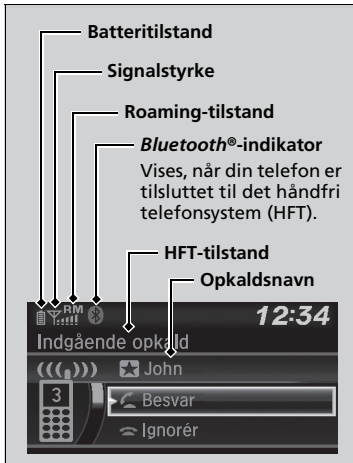 Batteritilstand
Signalstyrke
Roaming-tilstand
Bluetooth®-indikator
Vises, når din telefon er
tilsluttet til det håndfri
telefonsystem (HFT).
HFT-tilstand
Opkaldsnavn
RM
12:34
Indgående opkald
John
3
Besvar
Ignorér